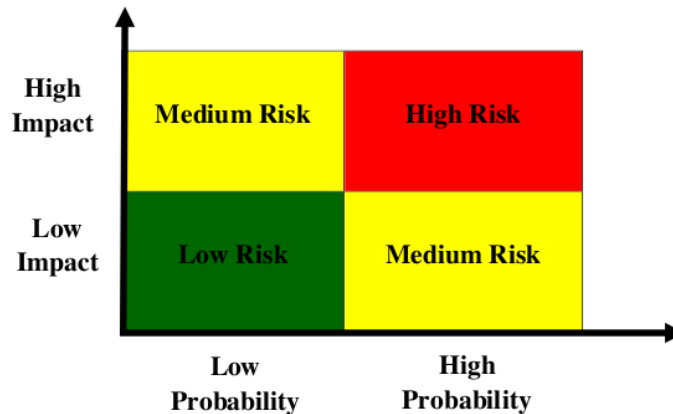 High
Impact
Medium Risk
High Risk
Low
Impact
Low Risk
Medium Risk
Low
Probability
High
Probability